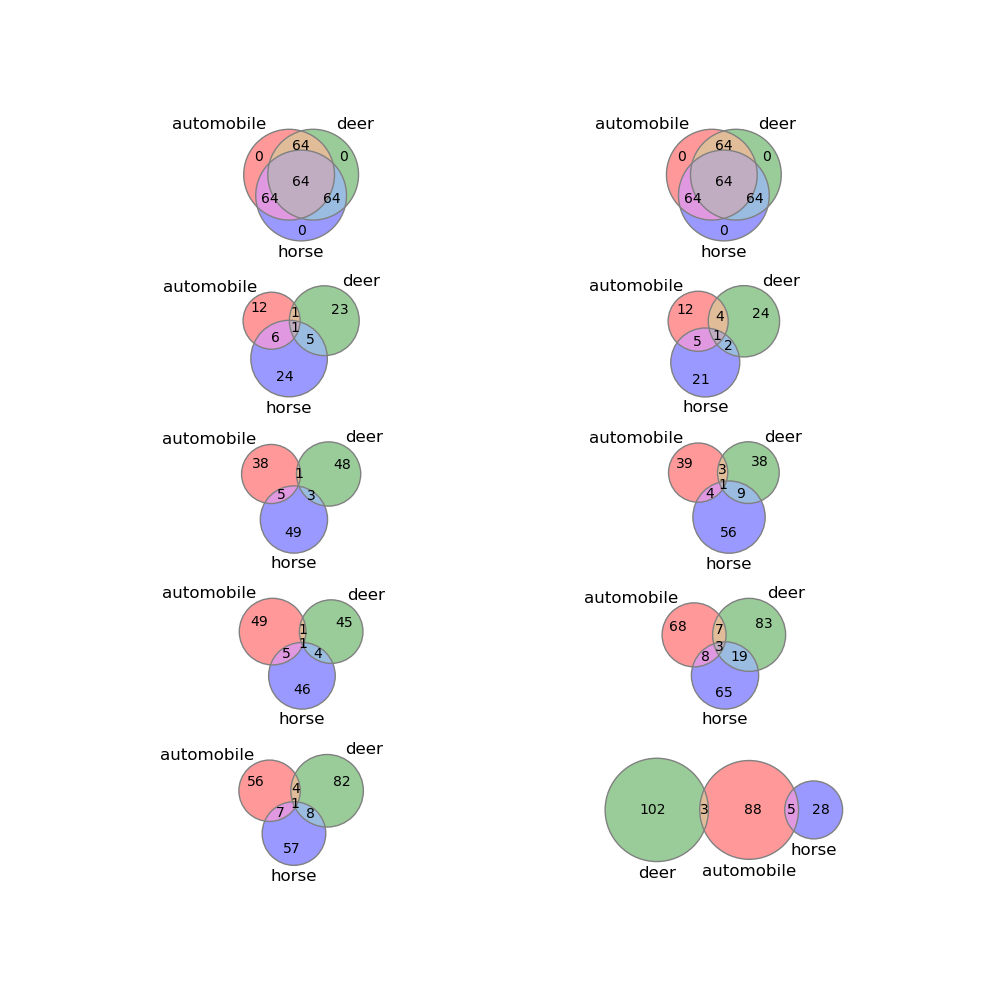 automobile deer
64
0 0
64
64 64
0
horse
automobile deer
64
0 0
64
64 64
0
horse
automobile deer
12 1 23
1
6 5
24
horse
automobile deer
12 4 24
1
5 2
21
horse
automobile deer
38 1 48
5 3
49
horse
automobile deer
39 3 38
1
4 9
56
horse
automobile deer
49 1 45
1
5 4
46
horse
automobile deer
68 7 83
3
8 19
65
horse
automobile deer
56 4 82
1
7 8
57
horse
102 3 88 5 28
horse
deer automobile